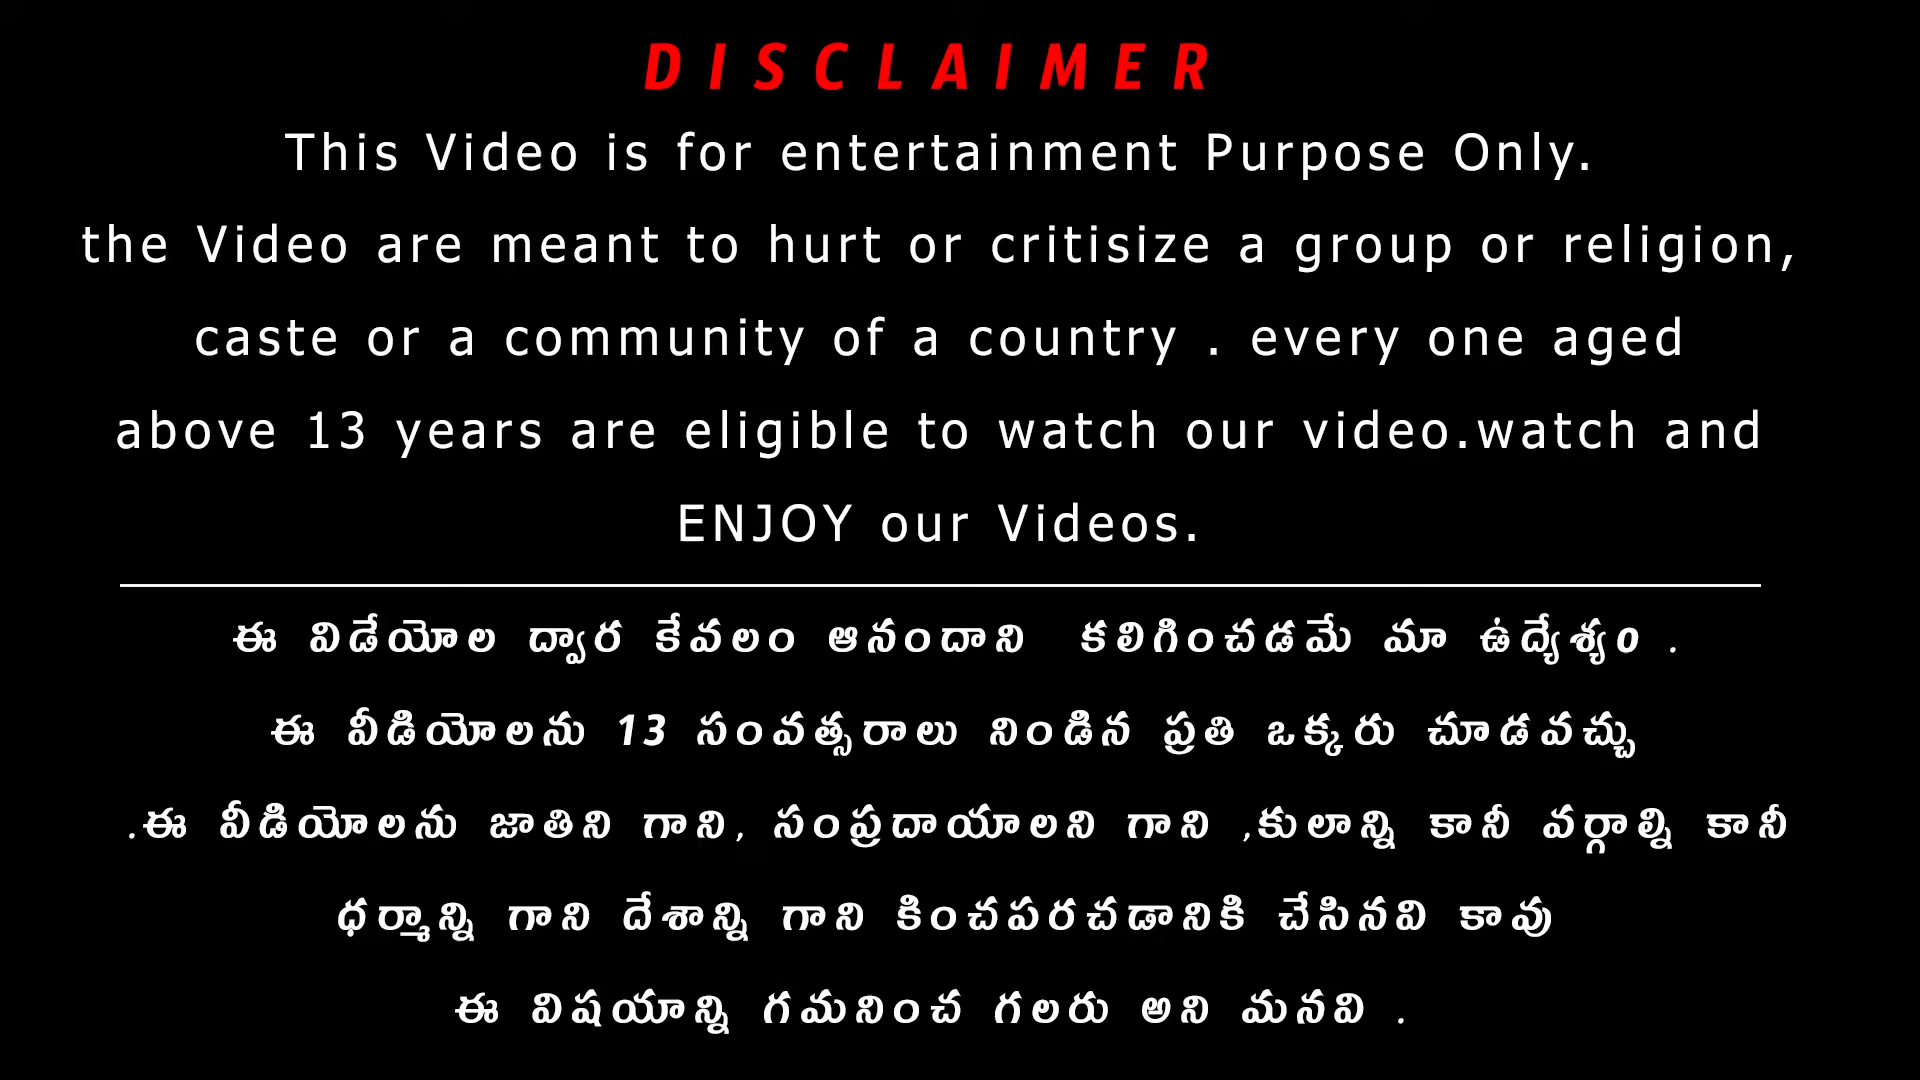 DISCLAIMER
This Video is for entertainment Purpose Only.
the Video are meant to hurt or critisize a group or religion,
caste or a community of a country . every one aged
above 13 years are eligible to watch our video.watch and
ENJOY our Videos.
ఈ విడేయోల ద్వార కేవలం ఆనందాని కలిగించడమే మా ఉద్యేశ్యం .
ఈ వీడియోలను 13 సంవత్సరాలు నిండిన ప్రతి ఒక్కరు చూడవచ్చు
.ఈ వీడియోలను జాతిని గాని, సంప్రదాయాలని గాని ,కులాన్ని కానీ వర్గాల్ని కానీ
ధర్మాన్ని గాని దేశాన్ని గాని కించపరచడానికి చేసినవి కావు
ఈ విషయాన్ని గమనించ గలరు అని మనవి .